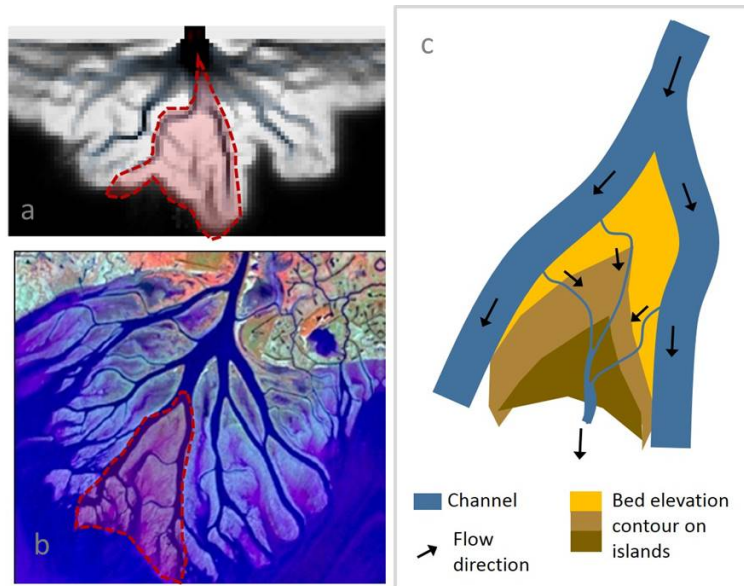 a
b
c
Channel
Flow
direction
Bed elevation
contour on
islands